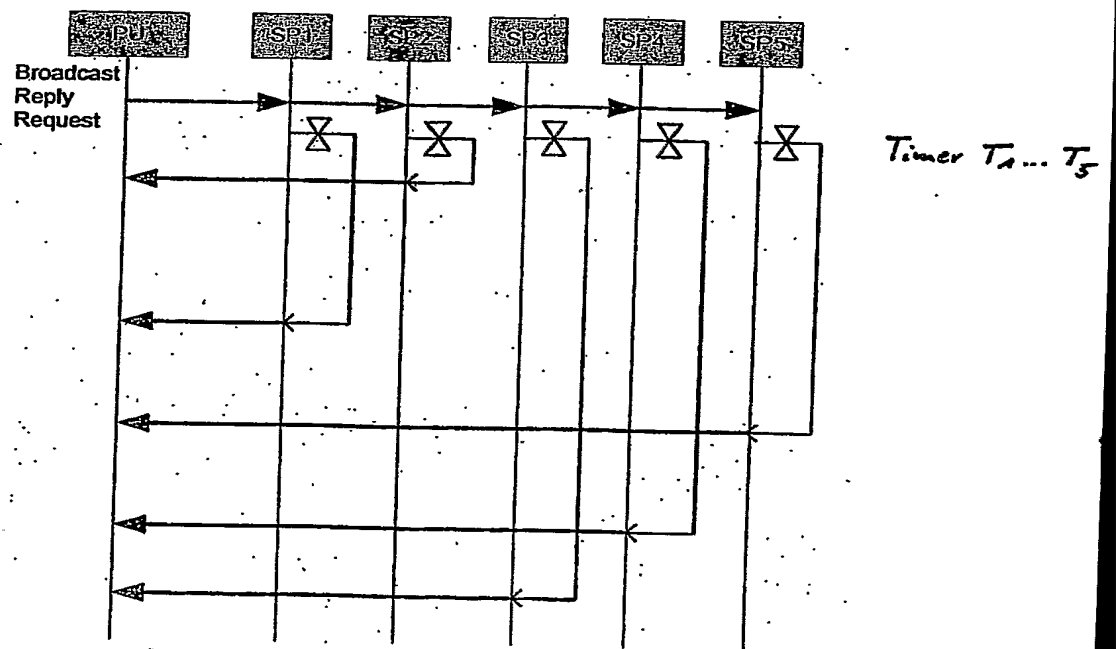 PU
SP1
SP2
SP3
SP4
SP5
Broadcast
Reply
Request
Timer T1... T5